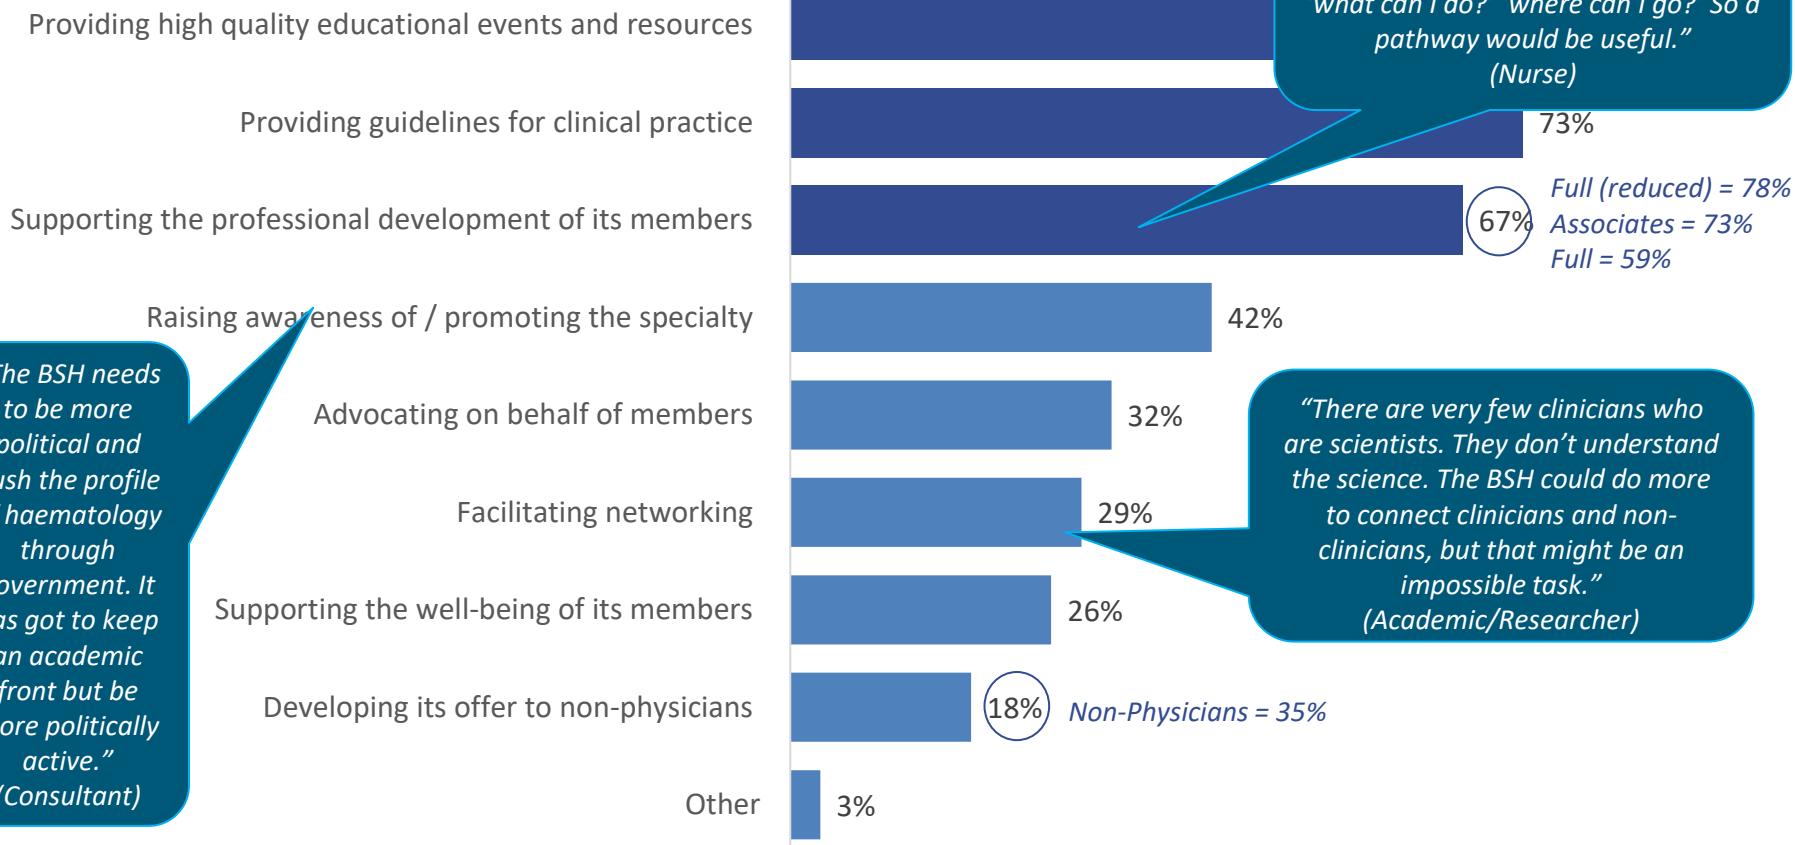 Providing high quality educational events and resources
what can I do?” “where can I go?’ So a
pathway would be useful.”
(Nurse)
Providing guidelines for clinical practice
73%
Supporting the professional development of its members
67%
Full (reduced) = 78%
Associates = 73%
Full = 59%
Raising awareness of / promoting the specialty
42%
The BSH needs
to be more
political and
push the profile
of haematology
through
government. It
has got to keep
an academic
front but be
more politically
active.”
(Consultant)
Advocating on behalf of members
32%
Facilitating networking
29%
“There are very few clinicians who
are scientists. They don’t understand
the science. The BSH could do more
to connect clinicians and non-
clinicians, but that might be an
impossible task.”
(Academic/Researcher)
Supporting the well-being of its members
26%
Developing its offer to non-physicians
18%
Non-Physicians = 35%
Other
3%